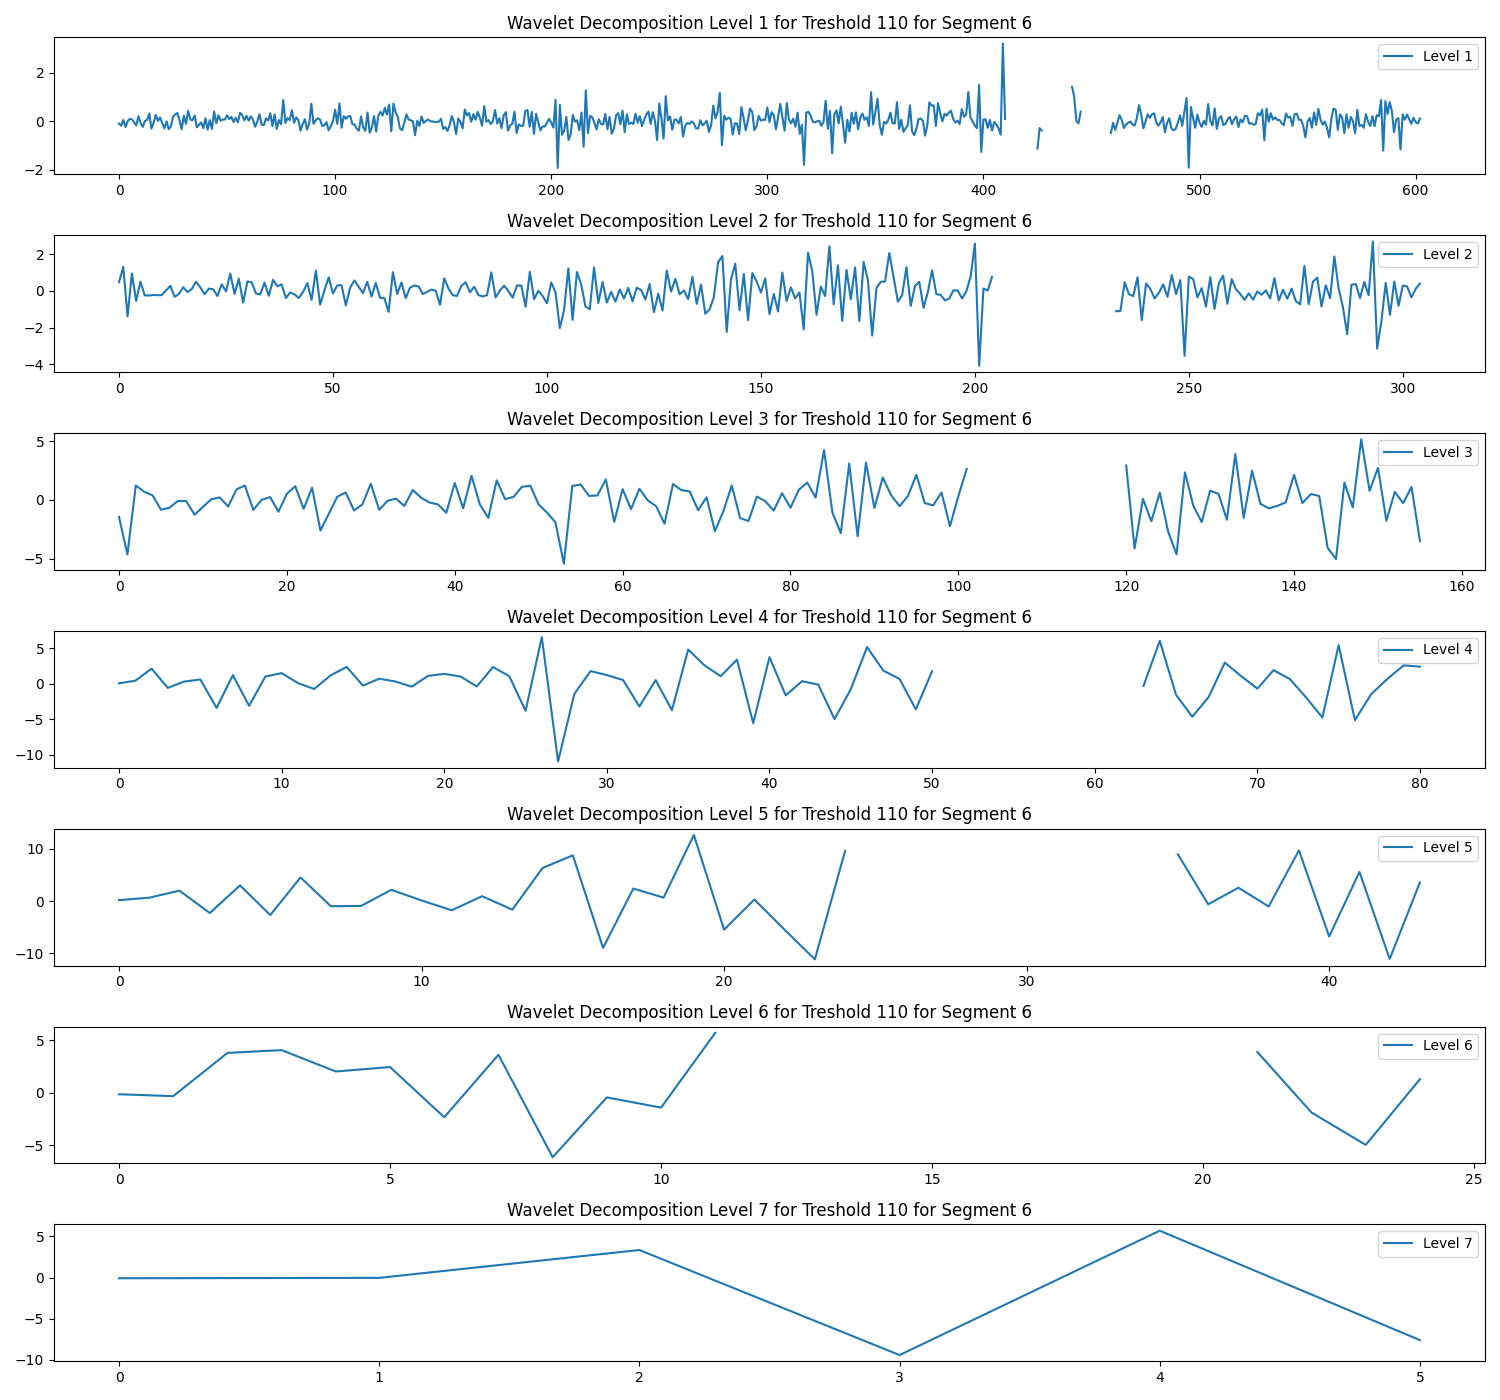 Wavelet Decomposition Level 1 for Treshold 110 for Segment 6
Level 1
2
0
−2
0 100 200 300 400 500 600
Wavelet Decomposition Level 2 for Treshold 110 for Segment 6
Level 2
2
0
−2
−4
0 50 100 150 200 250 300
Wavelet Decomposition Level 3 for Treshold 110 for Segment 6
Level 3
5
0
−5
0 20 40 60 80 100 120 140 160
Wavelet Decomposition Level 4 for Treshold 110 for Segment 6
Level 4
5
0
−5
−10
0 10 20 30 40 50 60 70 80
Wavelet Decomposition Level 5 for Treshold 110 for Segment 6
Level 5
10
0
−10
0 10 20 30 40
Wavelet Decomposition Level 6 for Treshold 110 for Segment 6
Level 6
5
0
−5
0 5 10 15 20 25
Wavelet Decomposition Level 7 for Treshold 110 for Segment 6
Level 7
5
0
−5
−10
0 1 2 3 4 5